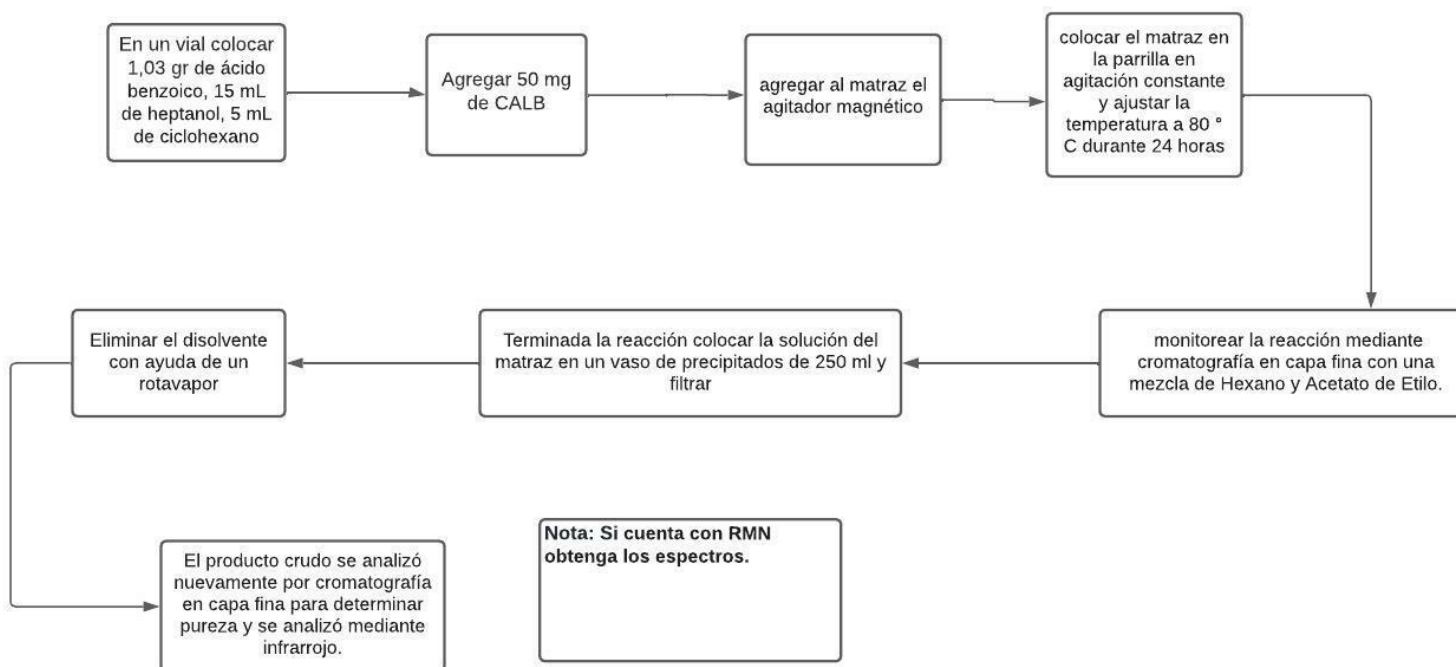 En un vial colocar
1,03 gr de ácido
benzoico, 15 mL
de heptanol, 5 mL
de ciclohexano
Agregar 50 mg
de CALB
agregar al matraz el
agitador magnético
colocar el matraz en
la parrilla en
agitación constante
y ajustar la
temperatura a 80 °
C durante 24 horas
monitorear la reacción mediante
cromatografía en capa fina con una
mezcla de Hexano y Acetato de Etilo.
Terminada la reacción colocar la solución del
matraz en un vaso de precipitados de 250 ml y
filtrar
Eliminar el disolvente
con ayuda de un
rotavapor
El producto crudo se analizó
nuevamente por cromatografía
en capa fina para determinar
pureza y se analizó mediante
infrarrojo.
Nota: Si cuenta con RMN
obtenga los espectros.